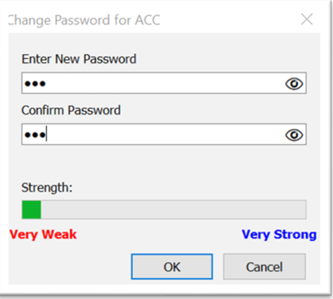 Change Password for ACC
Enter New Password
•••
Confirm Password
•••
Strength:
Very Weak Very Strong
OK Cancel